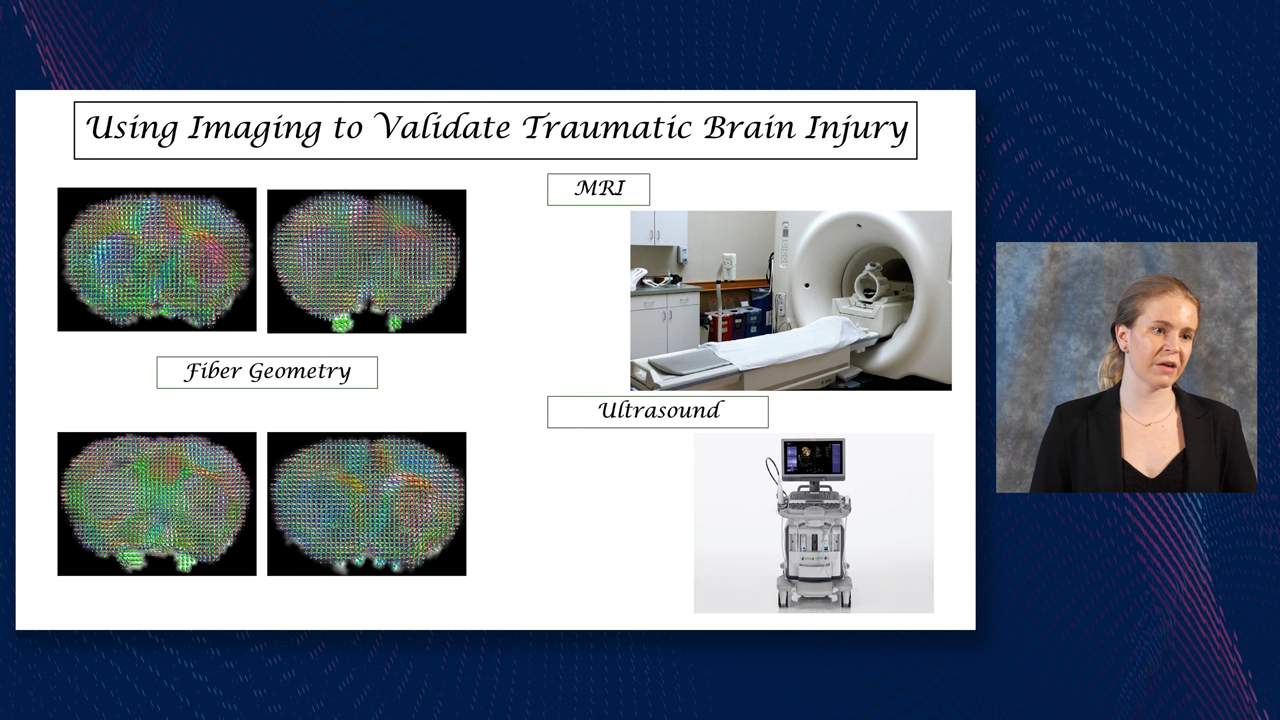 Using Imaging to Validate Traumatic Brain Injury
MRI
Fiber Geometry
Ultrasound